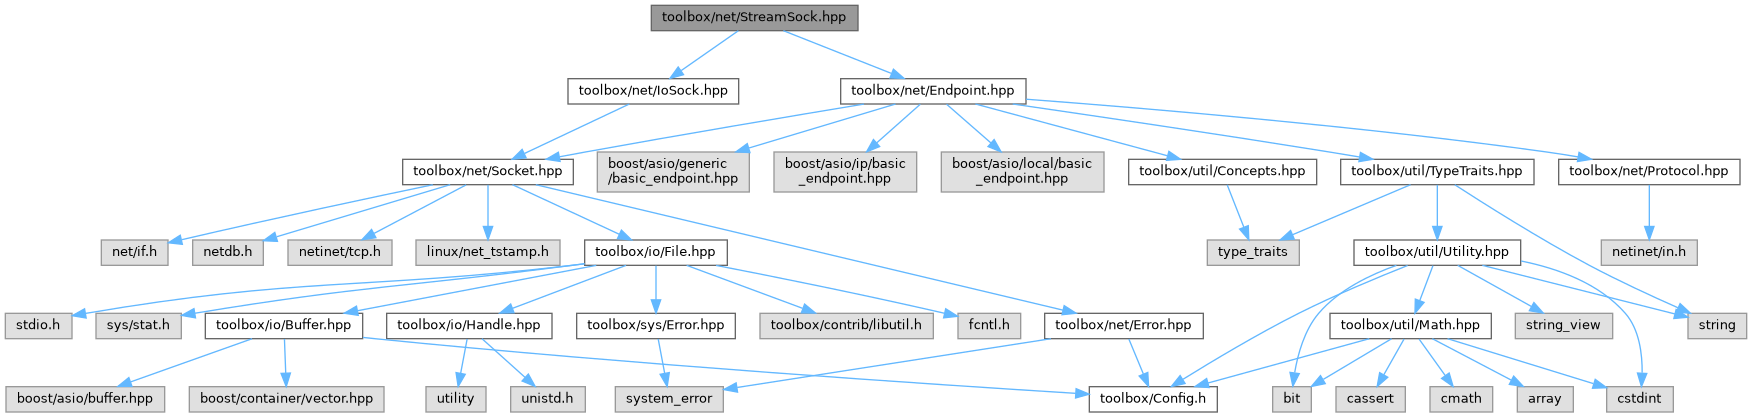 toolbox/net/StreamSock.hpp
toolbox/net/IoSock.hpp
toolbox/net/Endpoint.hpp
toolbox/net/Socket.hpp
boost/asio/generic
/basic_endpoint.hpp
boost/asio/ip/basic
_endpoint.hpp
boost/asio/local/basic
_endpoint.hpp
toolbox/util/Concepts.hpp
toolbox/util/TypeTraits.hpp
toolbox/net/Protocol.hpp
net/if.h
netdb.h
netinet/tcp.h
linux/net_tstamp.h
toolbox/io/File.hpp
type_traits
toolbox/util/Utility.hpp
netinet/in.h
stdio.h
sys/stat.h
toolbox/io/Buffer.hpp
toolbox/io/Handle.hpp
toolbox/sys/Error.hpp
toolbox/contrib/libutil.h
fcntl.h
toolbox/net/Error.hpp
toolbox/util/Math.hpp
string_view
string
boost/asio/buffer.hpp
boost/container/vector.hpp
utility
unistd.h
system_error
toolbox/Config.h
bit
cassert
cmath
array
cstdint